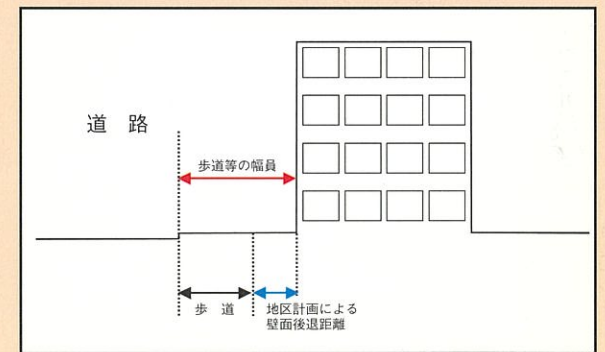 道 路
歩道等の幅員
歩 道
地区計画による
壁面後退距離